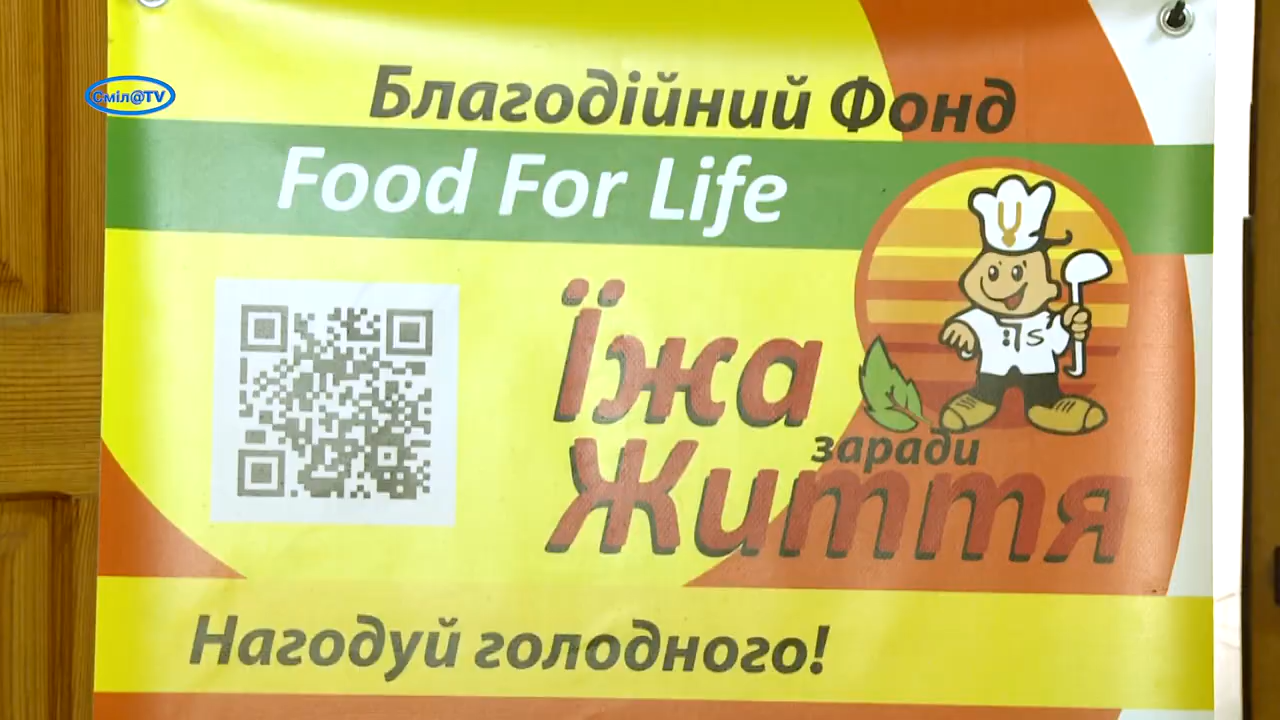 Сміл@TV
Благодійний Фонд
Food For Life
Їжа
заради
Життя
Нагодуй голодного!